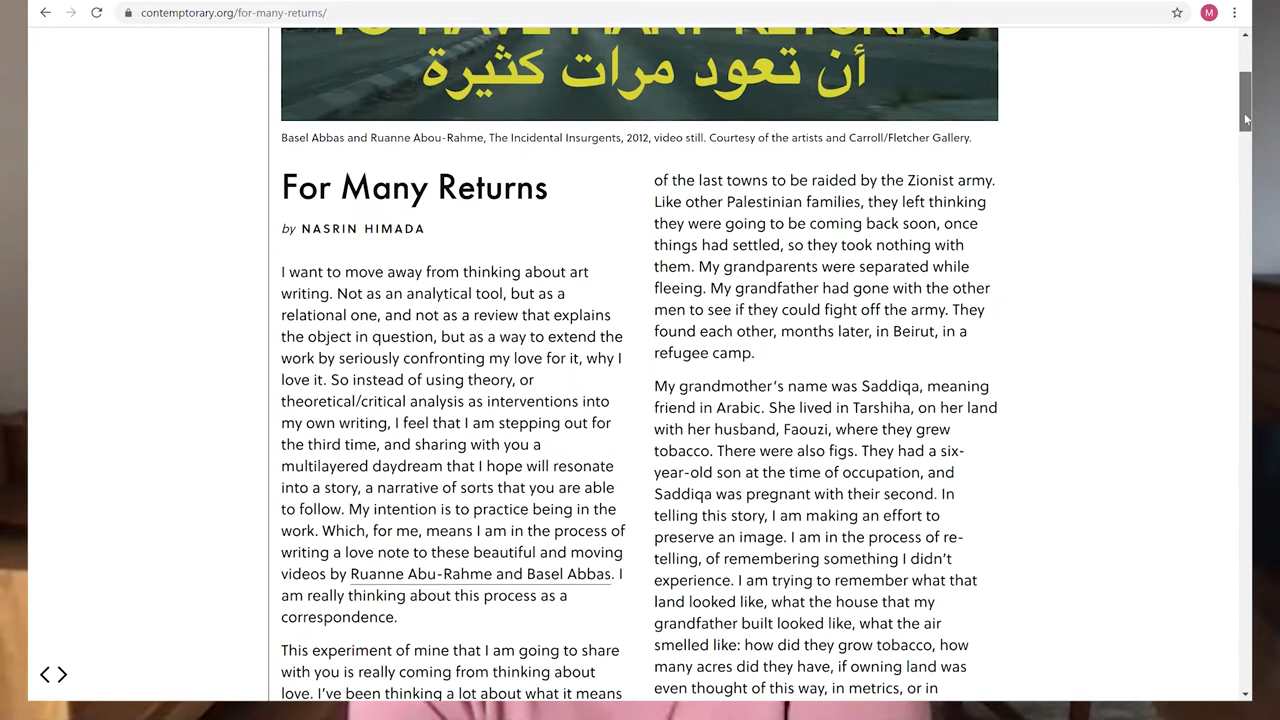 contemptorary.org/for-many-returns/
M
TO HAVE MANY RETURNS
أن تعود مرات كثيرة
Basel Abbas and Ruanne Abou-Rahme, The Incidental Insurgents, 2012, video still. Courtesy of the artists and Carroll/Fletcher Gallery.
For Many Returns
by NASRIN HIMADA
I want to move away from thinking about art
writing. Not as an analytical tool, but as a
relational one, and not as a review that explains
the object in question, but as a way to extend the
work by seriously confronting my love for it, why I
love it. So instead of using theory, or
theoretical/critical analysis as interventions into
my own writing, I feel that I am stepping out for
the third time, and sharing with you a
multilayered daydream that I hope will resonate
into a story, a narrative of sorts that you are able
to follow. My intention is to practice being in the
work. Which, for me, means I am in the process of
writing a love note to these beautiful and moving
videos by Ruanne Abu-Rahme and Basel Abbas. I
am really thinking about this process as a
correspondence.
This experiment of mine that I am going to share
with you is really coming from thinking about
love. I've been thinking a lot about what it means
of the last towns to be raided by the Zionist army.
Like other Palestinian families, they left thinking
they were going to be coming back soon, once
things had settled, so they took nothing with
them. My grandparents were separated while
fleeing. My grandfather had gone with the other
men to see if they could fight off the army. They
found each other, months later, in Beirut, in a
refugee camp.
My grandmother's name was Saddiqa, meaning
friend in Arabic. She lived in Tarshiha, on her land
with her husband, Faouzi, where they grew
tobacco. There were also figs. They had a six-
year-old son at the time of occupation, and
Saddiqa was pregnant with their second. In
telling this story, I am making an effort to
preserve an image. I am in the process of re-
telling, of remembering something I didn't
experience. I am trying to remember what that
land looked like, what the house that my
grandfather built looked like, what the air
smelled like: how did they grow tobacco, how
many acres did they have, if owning land was
even thought of this way, in metrics, or in